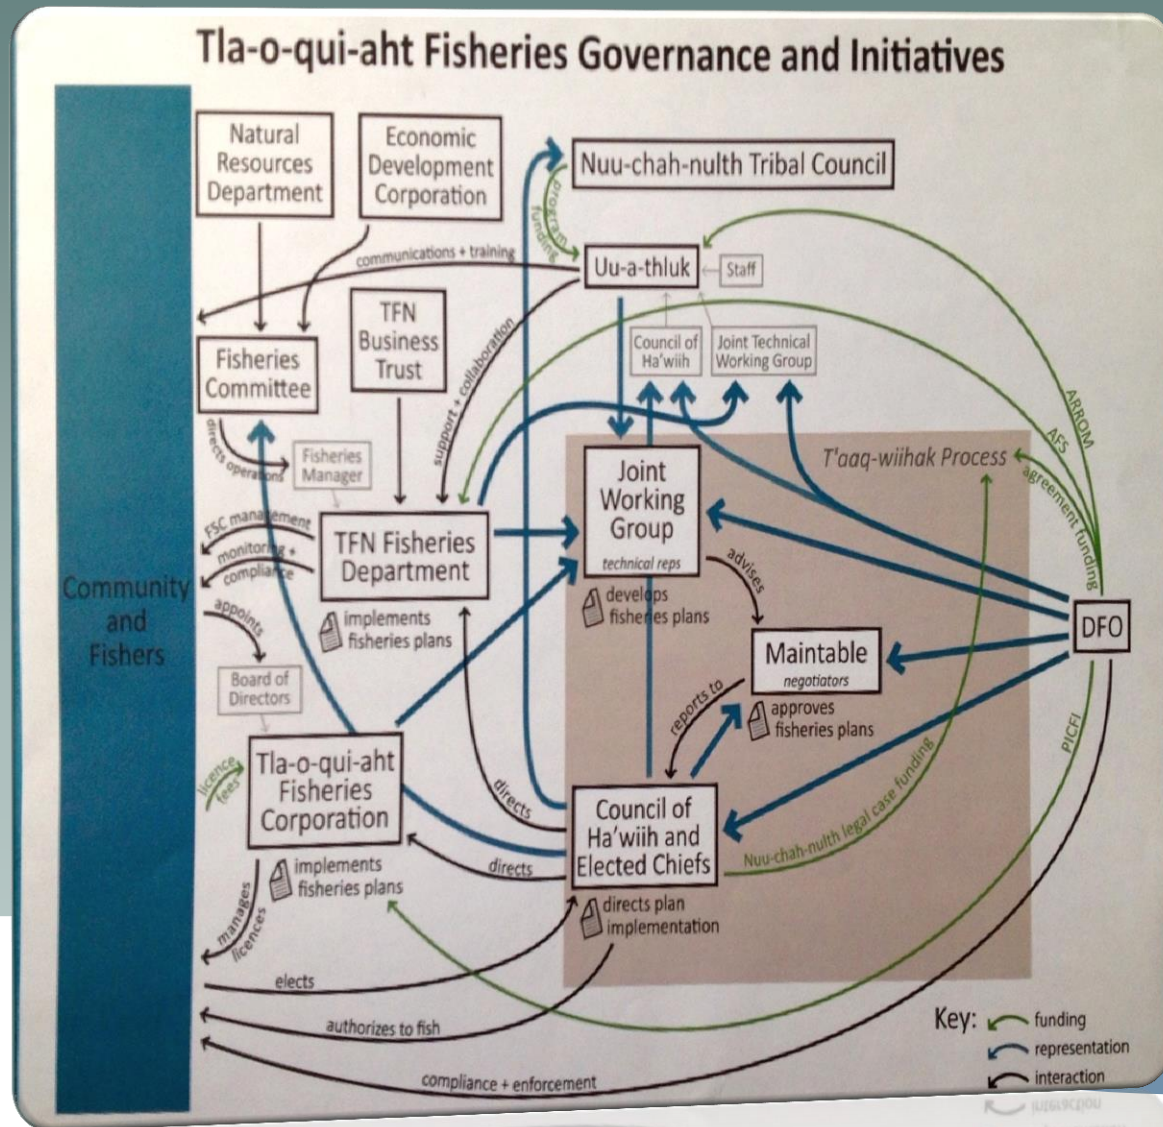 Tla-o-qui-aht Fisheries Governance and Initiatives
Natural
Resources
Department
Economic
Development
Corporation
Nuu-chah-nulth Tribal Council
program
funding
communications + training
Uu-a-thluk
Staff
TFN
Business
Trust
support + collaboration
Council of
Ha'wiih
Joint Technical
Working Group
Fisheries
Committee
directs operations
Fisheries
Manager
ARROM
AFS
agreement funding
T'aaq-wiihak Process
Joint
Working
Group
technical reps
develops
fisheries plans
FSC management
monitoring +
compliance
TFN Fisheries
Department
implements
fisheries plans
advises
Community
and
Fishers
appoints
DFO
Maintable
negotiators
approves
fisheries plans
reports to
Board of
Directors
licence
fees
Tla-o-qui-aht
Fisheries
Corporation
implements
fisheries plans
directs
directs
Council of
Ha'wiih and
Elected Chiefs
directs plan
implementation
Nuu-chah-nulth legal case funding
PICFI
manages
licences
elects
authorizes to fish
compliance + enforcement
Key:
funding
representation
interaction